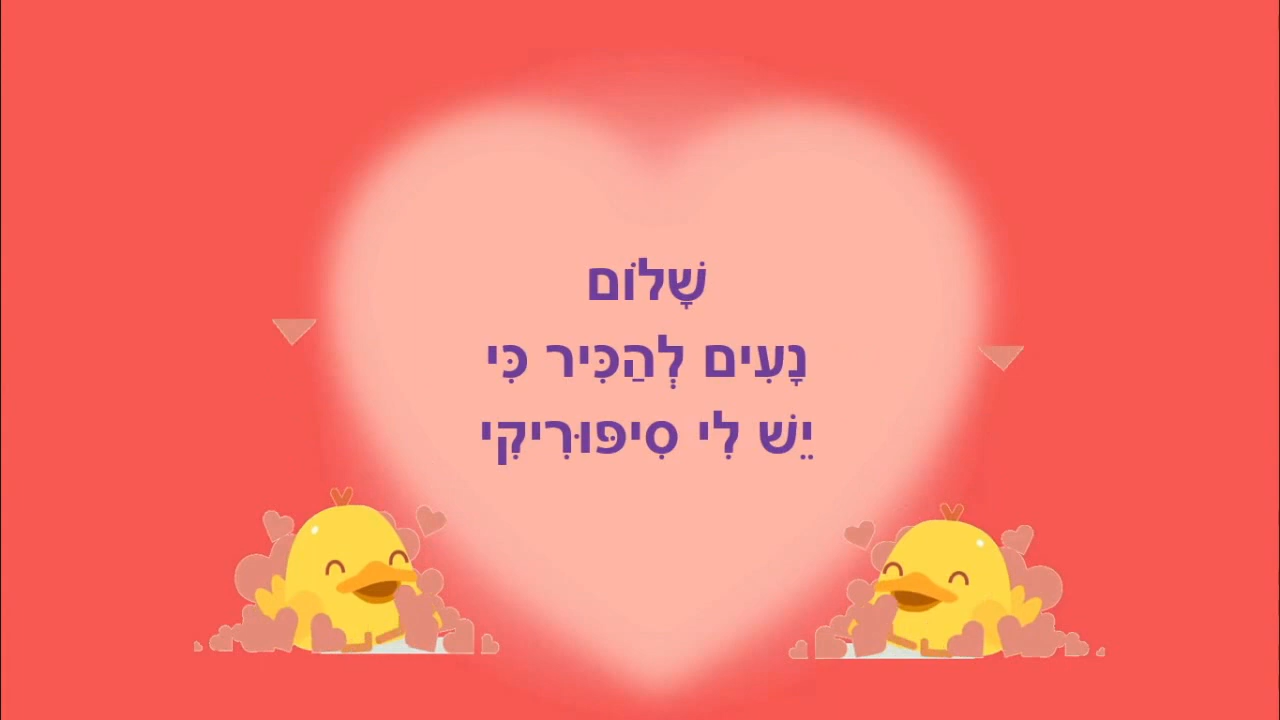 שָׁלוֹם
נָעִים לְהַכִּיר כִּי
יֵשׁ לִי סִיפּוּרִיקִי